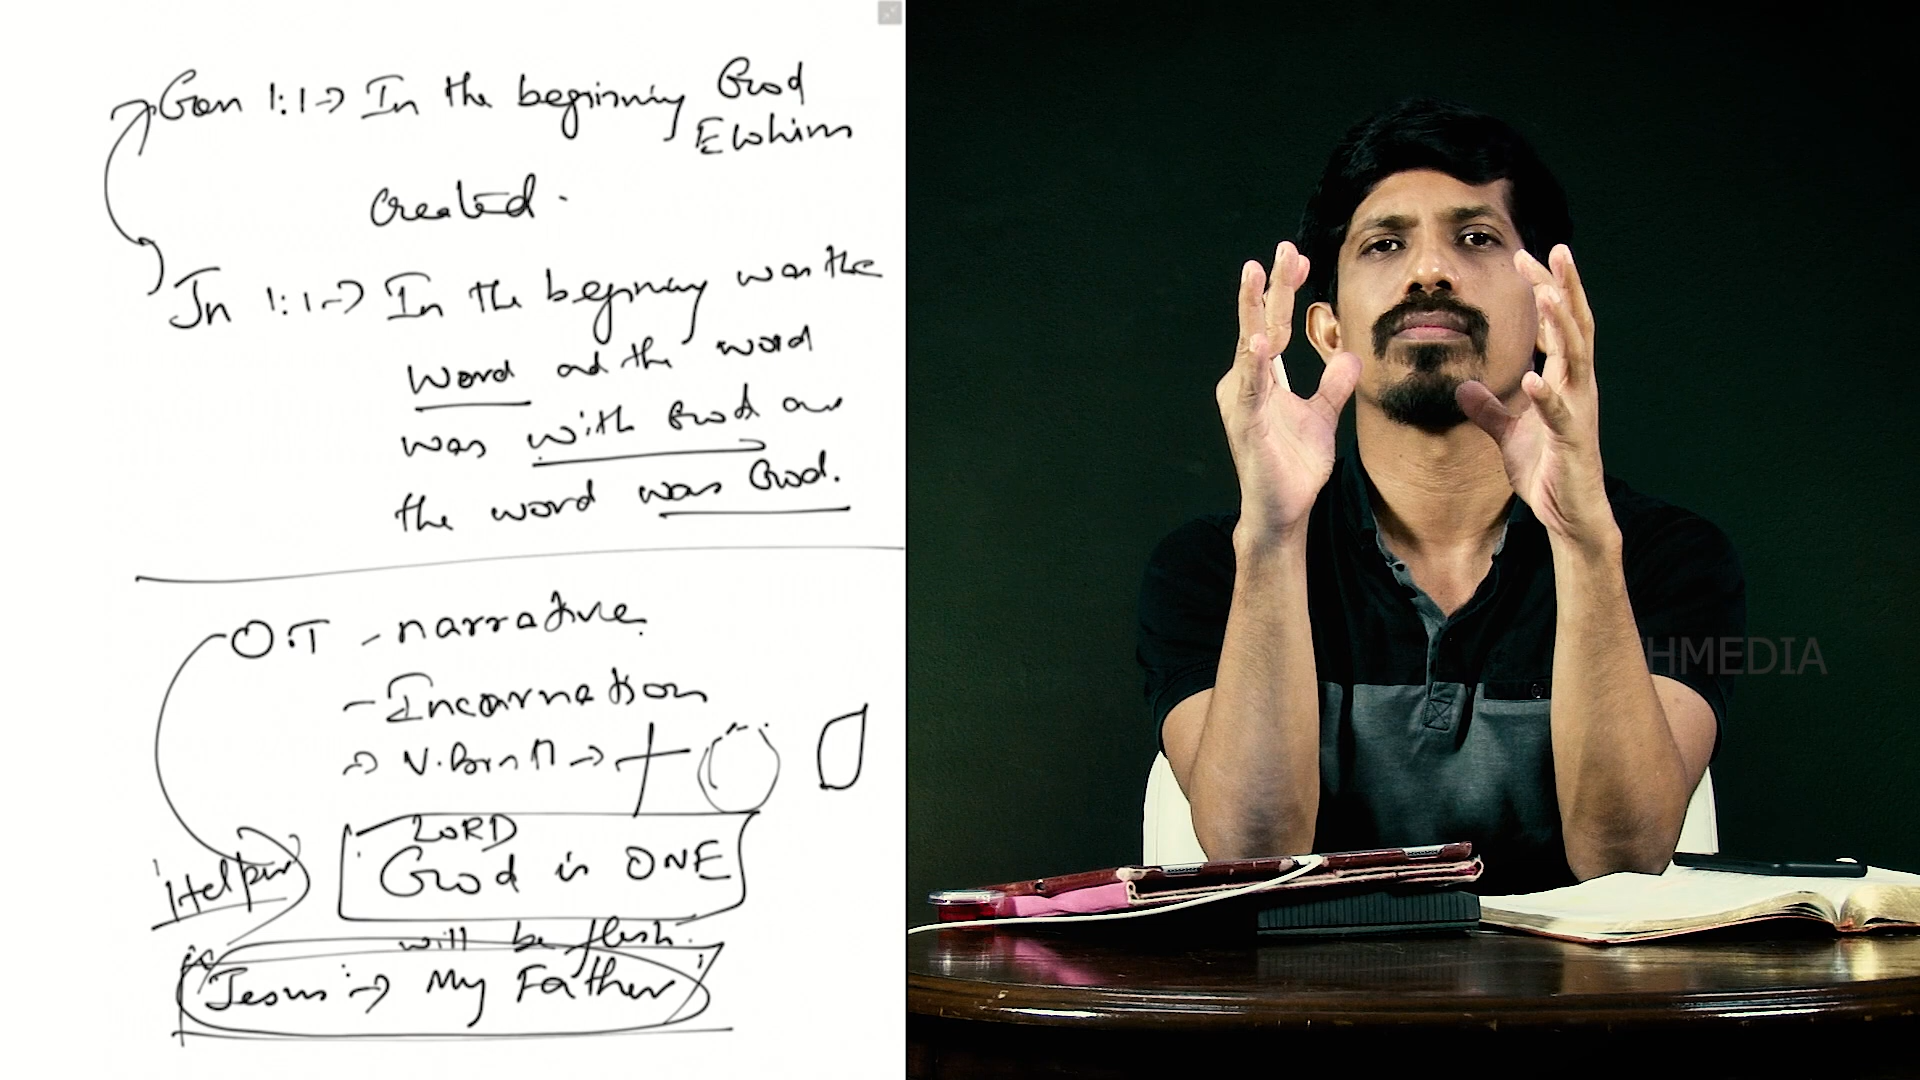 Gen 1:1 → In the beginning God
Elohim
created.
Jn 1:1 → In the beginning was the
Word and the word
was with God and
the word was God.
O.T - narrative.
- Incarnation
LORD
God is ONE
will be flesh.
Jesus :→ My Father
HMEDIA